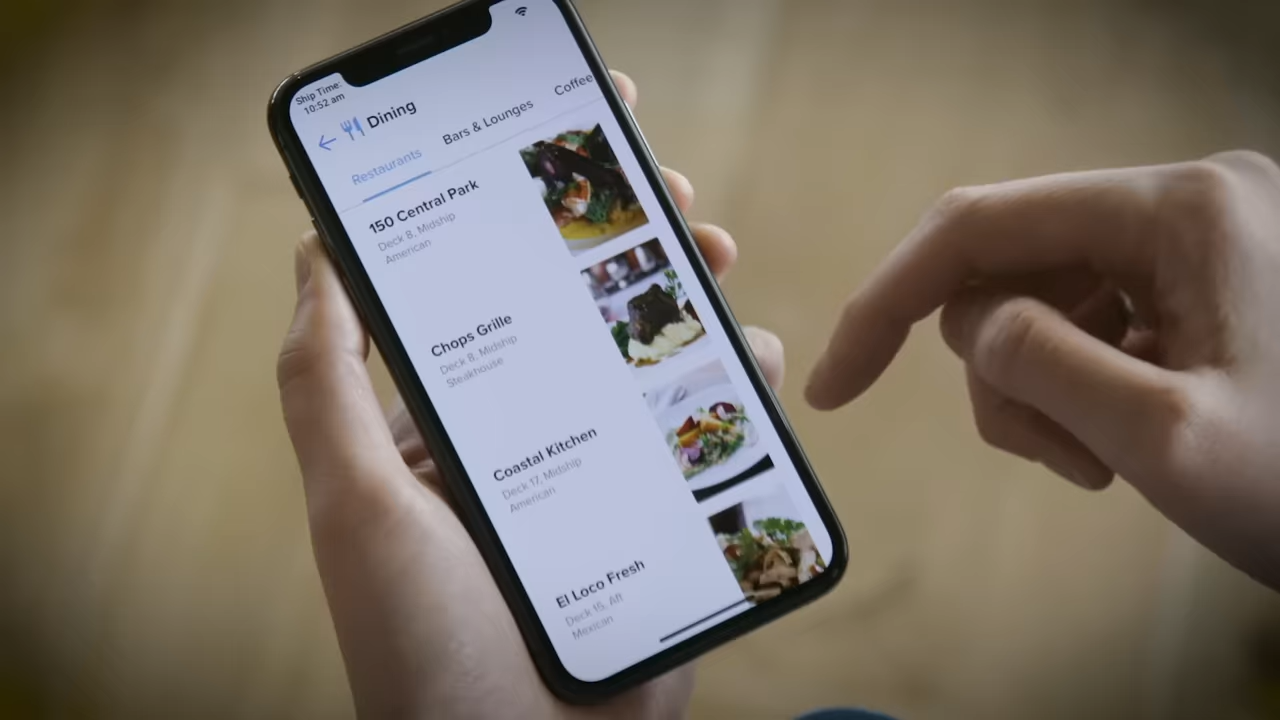 Ship Time:
10:52 am
Dining
Restaurants Bars & Lounges Coffee
150 Central Park
Deck 8, Midship
American
Chops Grille
Deck 8, Midship
Steakhouse
Coastal Kitchen
Deck 17, Midship
American
El Loco Fresh
Deck 15, Aft
Mexican